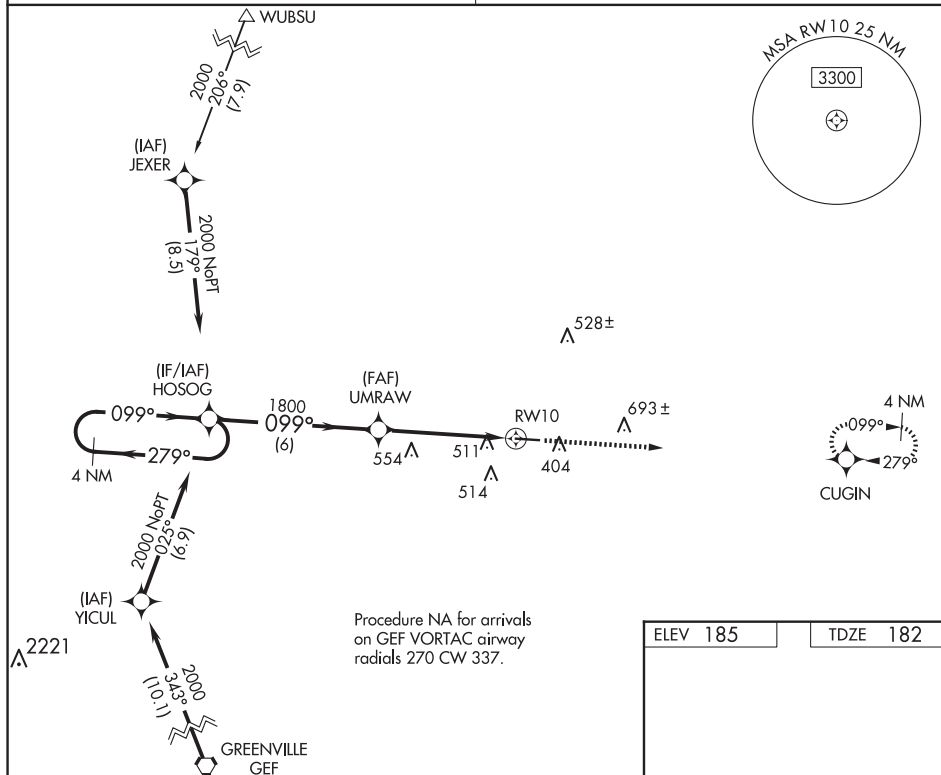 WUBSU
MSA RW10 25 NM
3300
2000
206°
(7.9)
(IAF)
JEXER
2000 NoPT
179°
(8.5)
528±
(IF/IAF)
HOSOG
(FAF)
UMRAW
RW10
693±
4 NM
099°
1800
099°
(6)
099°
279°
554
511
404
279°
4 NM
514
CUGIN
2000 NoPT
025°
(6.9)
(IAF)
YICUL
Procedure NA for arrivals
on GEF VORTAC airway
radials 270 CW 337.
ELEV 185
TDZE 182
2221
2000
343°
(10.1)
GREENVILLE
GEF